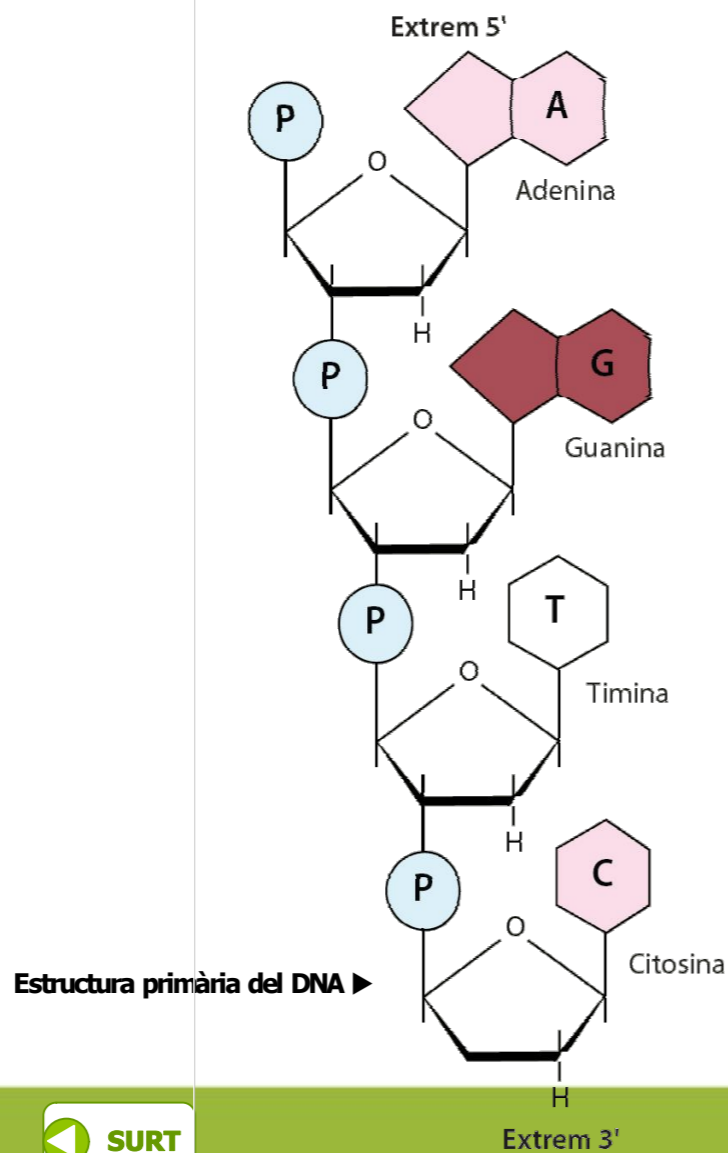 Extrem 5'
P
A
O
Adenina
H
P
G
O
Guanina
H
P
T
O
Timina
H
P
C
O
Citosina
Estructura primària del DNA ▶
H
SURT
Extrem 3'